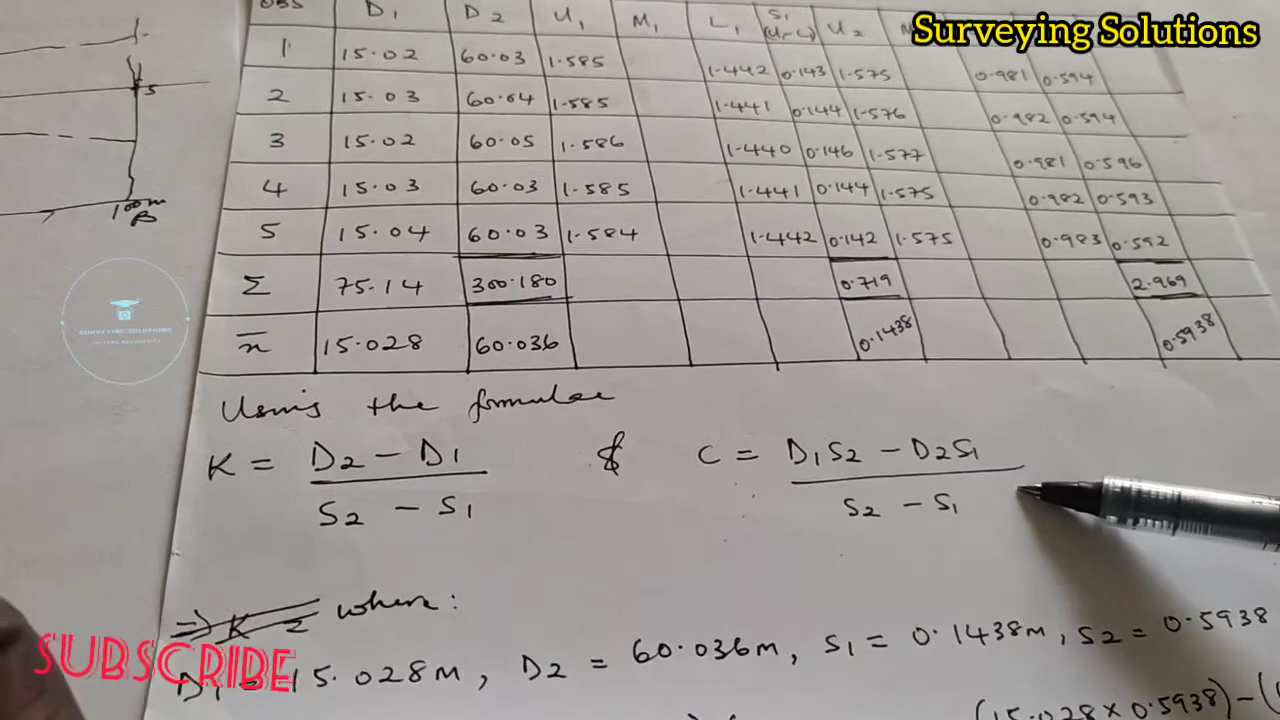 Surveying Solutions
OBS D1 D2 U1 M1 L1 S1 (U-L) U2
1 15.02 60.03 1.585 1.442 0.143 1.575 0.981 0.594
2 15.03 60.04 1.585 1.441 0.144 1.576 0.982 0.594
3 15.02 60.05 1.586 1.440 0.146 1.577 0.981 0.596
4 15.03 60.03 1.585 1.441 0.144 1.575 0.982 0.593
5 15.04 60.03 1.584 1.442 0.142 1.575 0.983 0.592
Σ 75.14 300.180 0.719 2.969
x̄ 15.028 60.036 0.1438 0.5938
S
100m
B
SURVEYING SOLUTIONS
Using the formulae
K = D2 - D1 & C = D1S2 - D2S1
S2 - S1 S2 - S1
⇒ K = where:
D1 = 15.028m, D2 = 60.036m, S1 = 0.1438m, S2 = 0.5938
(15.028 x 0.5938) - (
SUBSCRIBE